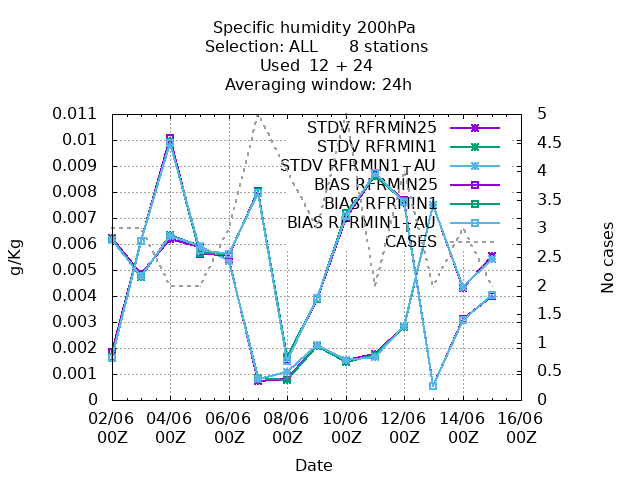 Specific humidity 200hPa
Selection: ALL 8 stations
Used 12 + 24
Averaging window: 24h
0.011
0.01
0.009
0.008
0.007
0.006
0.005
0.004
0.003
0.002
0.001
0
5
4.5
4
3.5
3
2.5
2
1.5
1
0.5
0
g/Kg
No cases
STDV RFRMIN25
STDV RFRMIN1
STDV RFRMIN1-AU
BIAS RFRMIN25
BIAS RFRMIN1
BIAS RFRMIN1-AU
CASES
02/06 04/06 06/06 08/06 10/06 12/06 14/06 16/06
00Z 00Z 00Z 00Z 00Z 00Z 00Z 00Z
Date